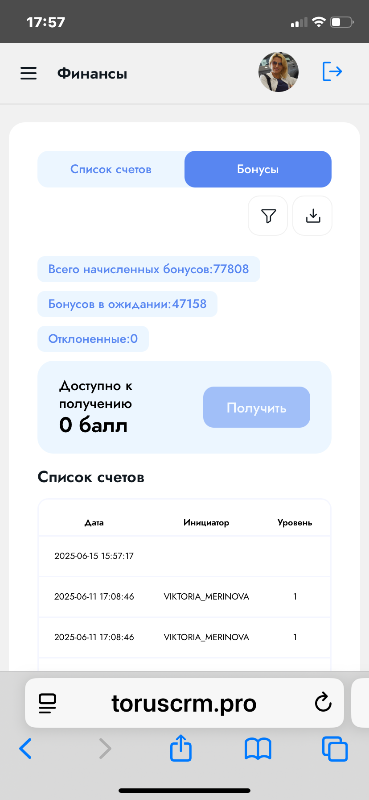 17:57
Финансы
Список счетов
Бонусы
Всего начисленных бонусов:77808
Бонусов в ожидании:47158
Отклоненные:0
Доступно к
получению
0 балл
Получить
Список счетов
Дата Инициатор Уровень
2025-06-15 15:57:17
2025-06-11 17:08:46 VIKTORIA_MERINOVA 1
2025-06-11 17:08:46 VIKTORIA_MERINOVA 1
toruscrm.pro